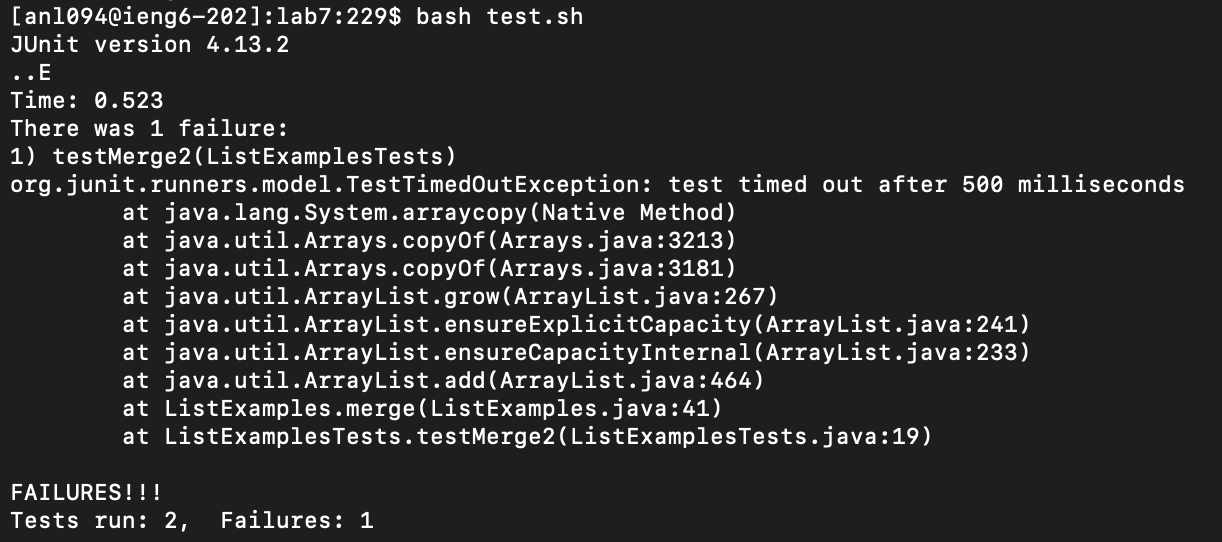 [anl094@ieng6-202]:lab7:229$ bash test.sh
JUnit version 4.13.2
..E
Time: 0.523
There was 1 failure:
1) testMerge2(ListExamplesTests)
org.junit.runners.model.TestTimedOutException: test timed out after 500 milliseconds
        at java.lang.System.arraycopy(Native Method)
        at java.util.Arrays.copyOf(Arrays.java:3213)
        at java.util.Arrays.copyOf(Arrays.java:3181)
        at java.util.ArrayList.grow(ArrayList.java:267)
        at java.util.ArrayList.ensureExplicitCapacity(ArrayList.java:241)
        at java.util.ArrayList.ensureCapacityInternal(ArrayList.java:233)
        at java.util.ArrayList.add(ArrayList.java:464)
        at ListExamples.merge(ListExamples.java:41)
        at ListExamplesTests.testMerge2(ListExamplesTests.java:19)

FAILURES!!!
Tests run: 2,  Failures: 1